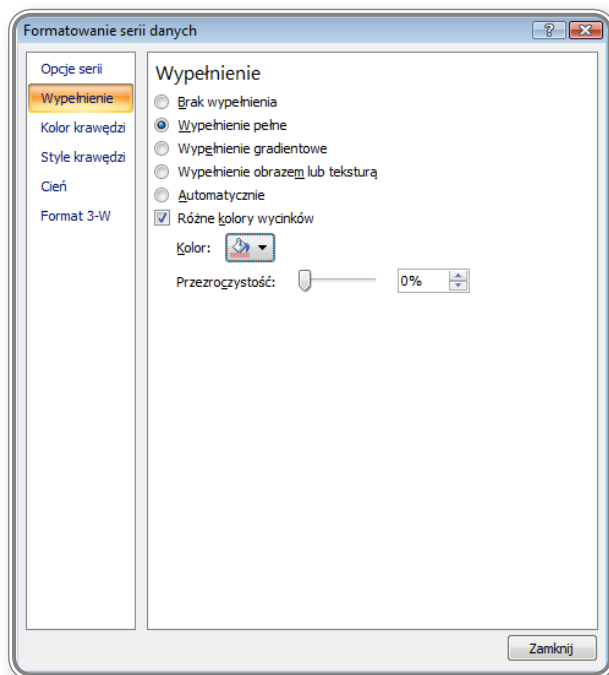 Formatowanie serii danych
Opcje serii
Wypełnienie
Kolor krawędzi
Style krawędzi
Cień
Format 3-W
Wypełnienie
Brak wypełnienia
Wypełnienie pełne
Wypełnienie gradientowe
Wypełnienie obrazem lub teksturą
Automatycznie
Różne kolory wycinków
Kolor:
Przezroczystość: 0%
Zamknij